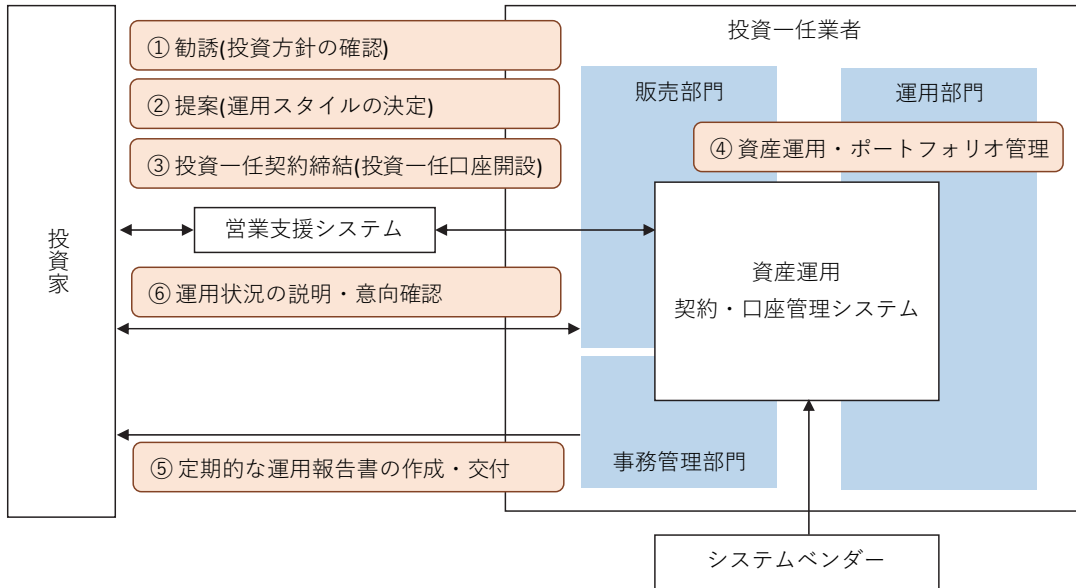 投資一任業者
① 勧誘(投資方針の確認)
② 提案(運用スタイルの決定)
③ 投資一任契約締結(投資一任口座開設)
販売部門
運用部門
④ 資産運用・ポートフォリオ管理
投資家
営業支援システム
資産運用
契約・口座管理システム
⑥ 運用状況の説明・意向確認
⑤ 定期的な運用報告書の作成・交付
事務管理部門
システムベンダー